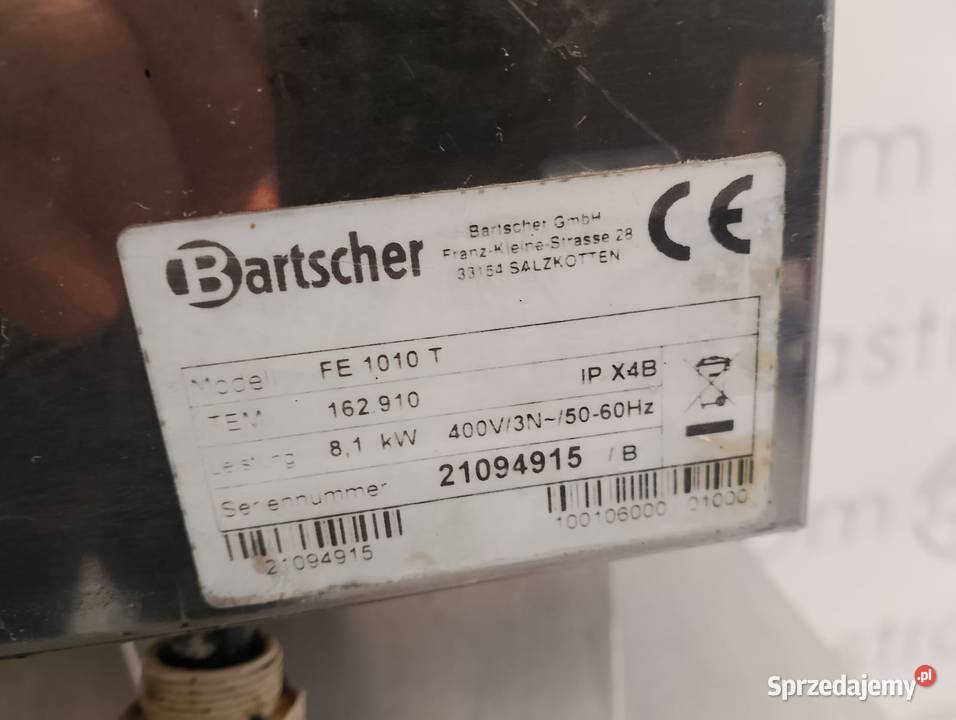 Bartscher
Bartscher GmbH
Franz-Kleine-Strasse 28
33154 SALZKOTTEN
CE
Modell FE 1010 T
ITEM 162.910 IP X4B
Leistung 8,1 kW 400V/3N~/50-60Hz
Seriennummer 21094915 / B
21094915
100106000 01000
Sprzedajemy.pl